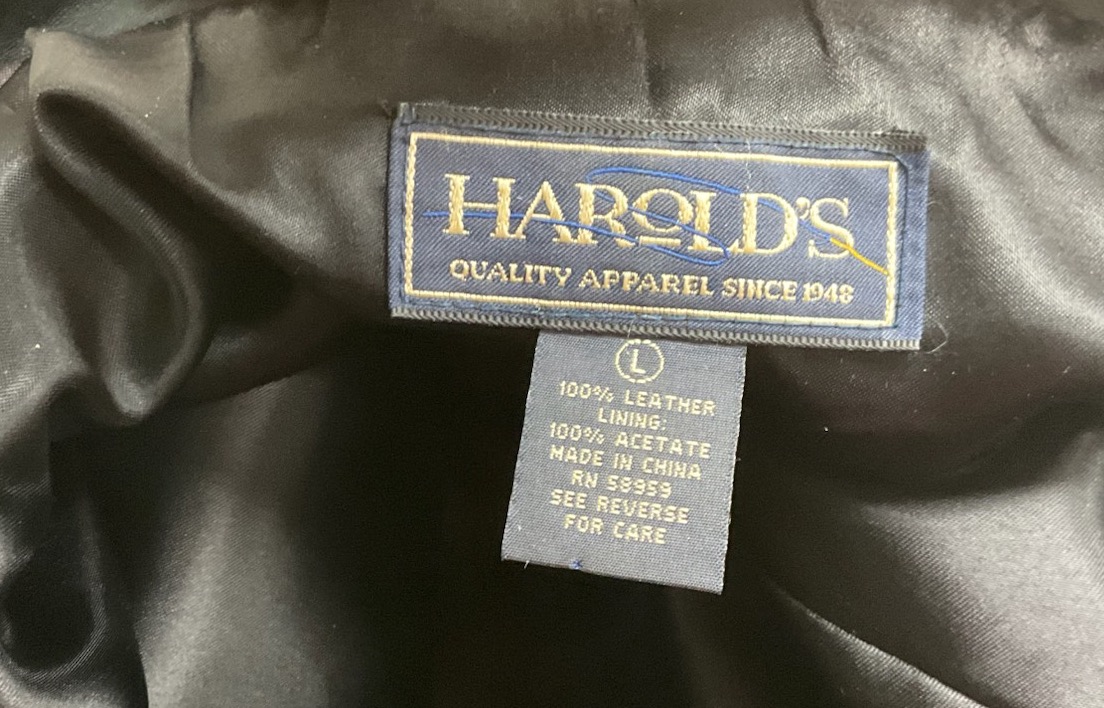 HAROLD'S
QUALITY APPAREL SINCE 1948
L
100% LEATHER
LINING:
100% ACETATE
MADE IN CHINA
RN 58959
SEE REVERSE
FOR CARE